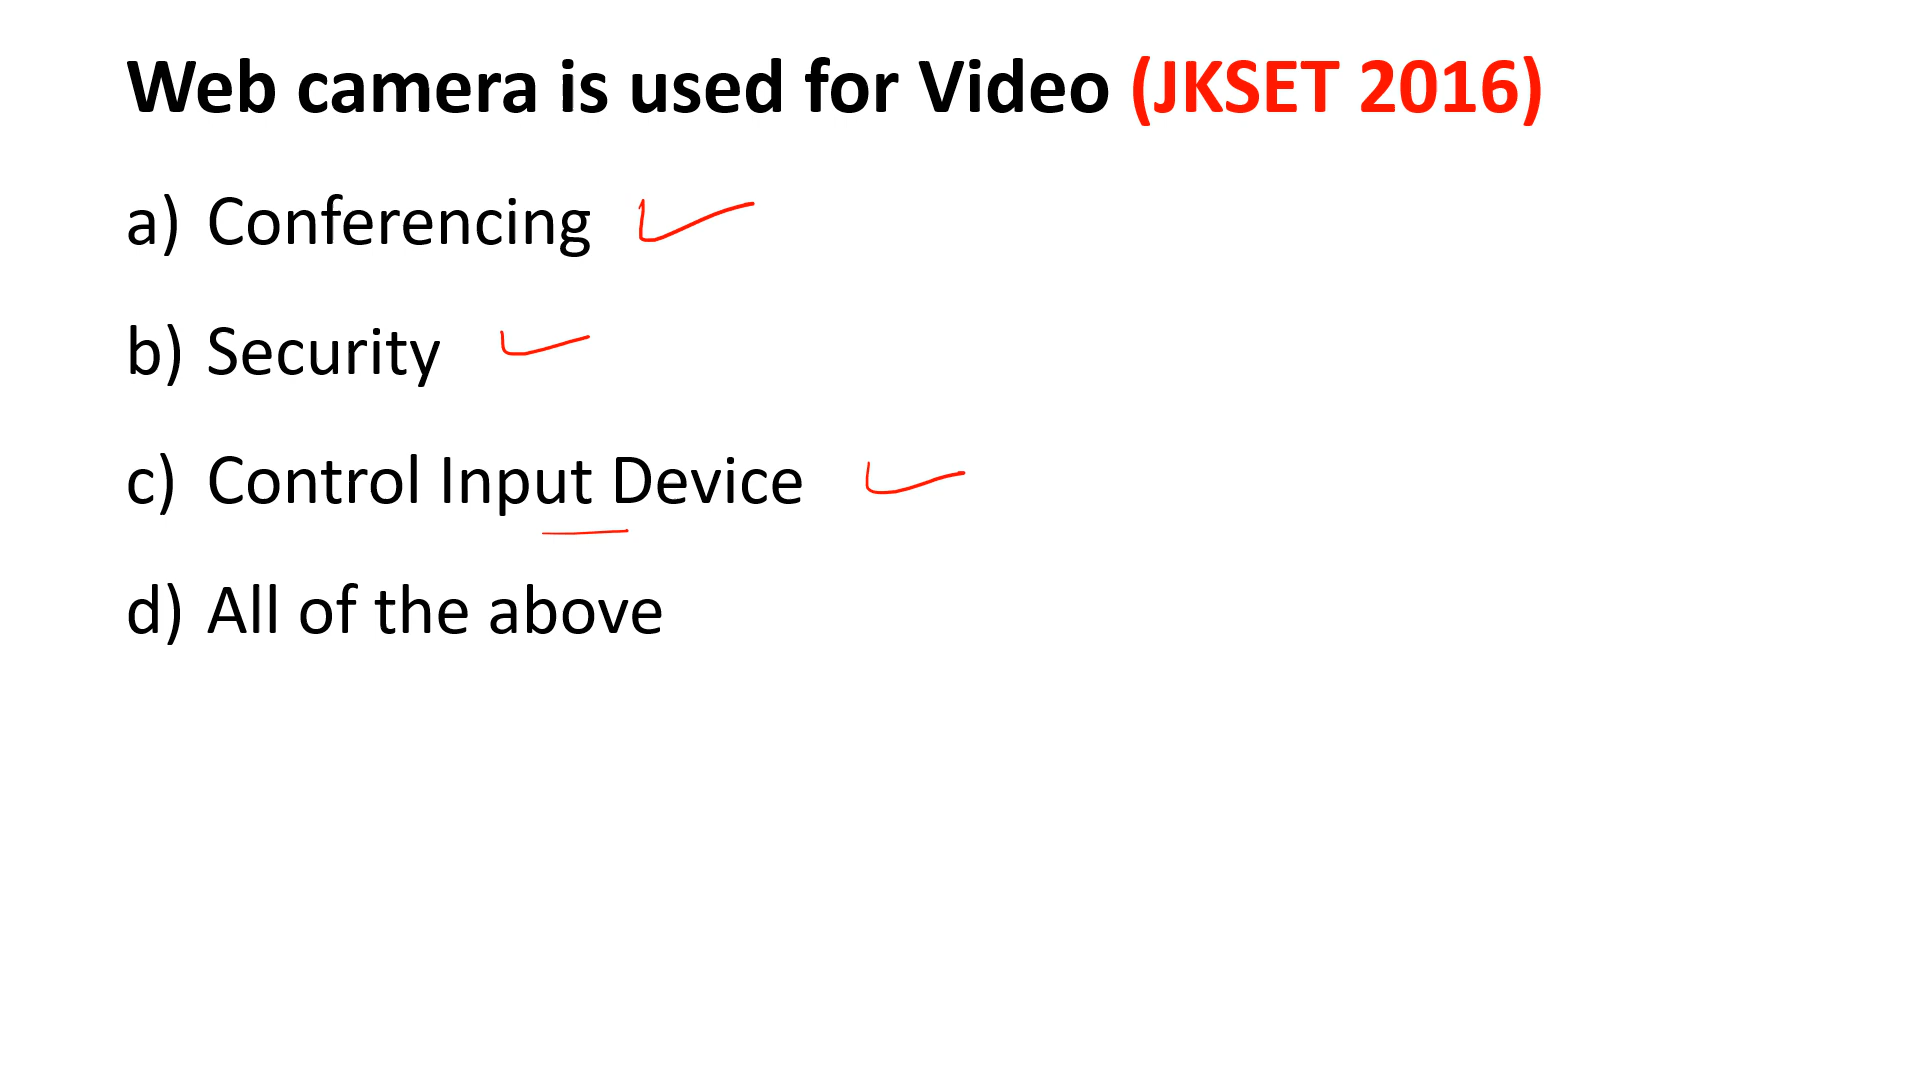 Web camera is used for Video (JKSET 2016)
a) Conferencing
b) Security
c) Control Input Device
d) All of the above